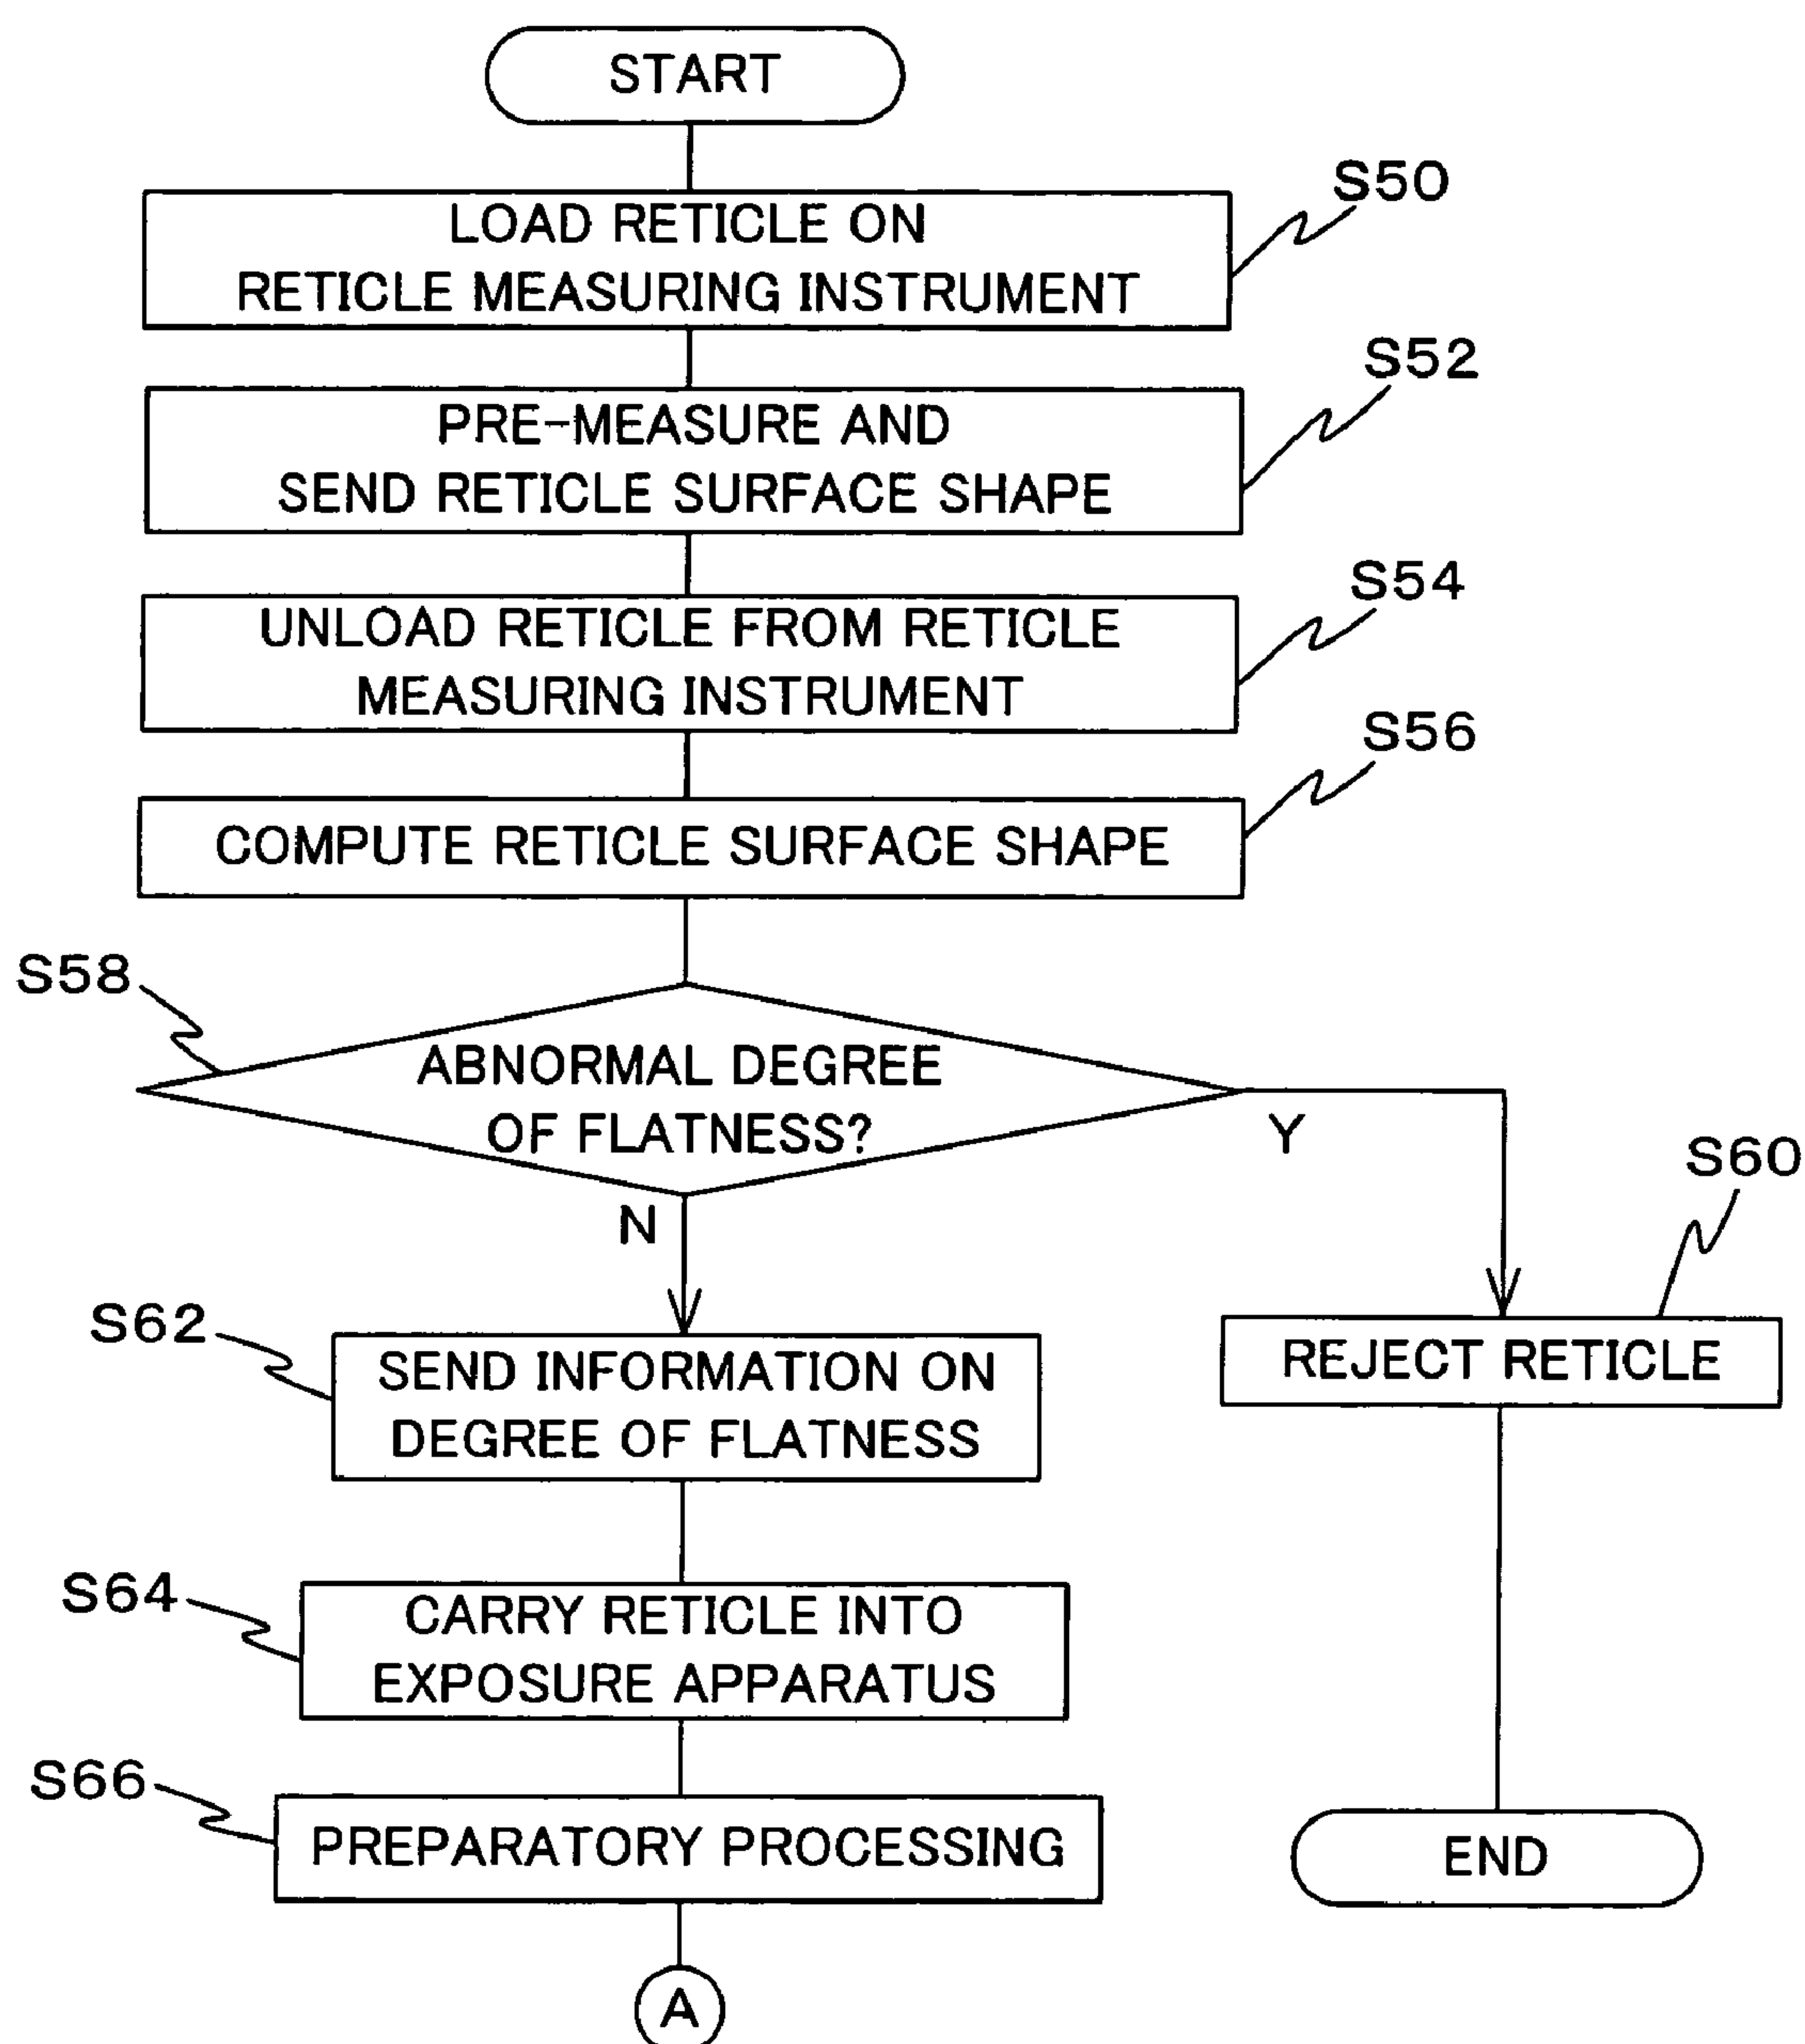 START
S50
LOAD RETICLE ON
RETICLE MEASURING INSTRUMENT
S52
PRE-MEASURE AND
SEND RETICLE SURFACE SHAPE
S54
UNLOAD RETICLE FROM RETICLE
MEASURING INSTRUMENT
S56
COMPUTE RETICLE SURFACE SHAPE
S58
ABNORMAL DEGREE
OF FLATNESS?
Y
N
S60
REJECT RETICLE
S62
SEND INFORMATION ON
DEGREE OF FLATNESS
S64
CARRY RETICLE INTO
EXPOSURE APPARATUS
S66
PREPARATORY PROCESSING
END
A